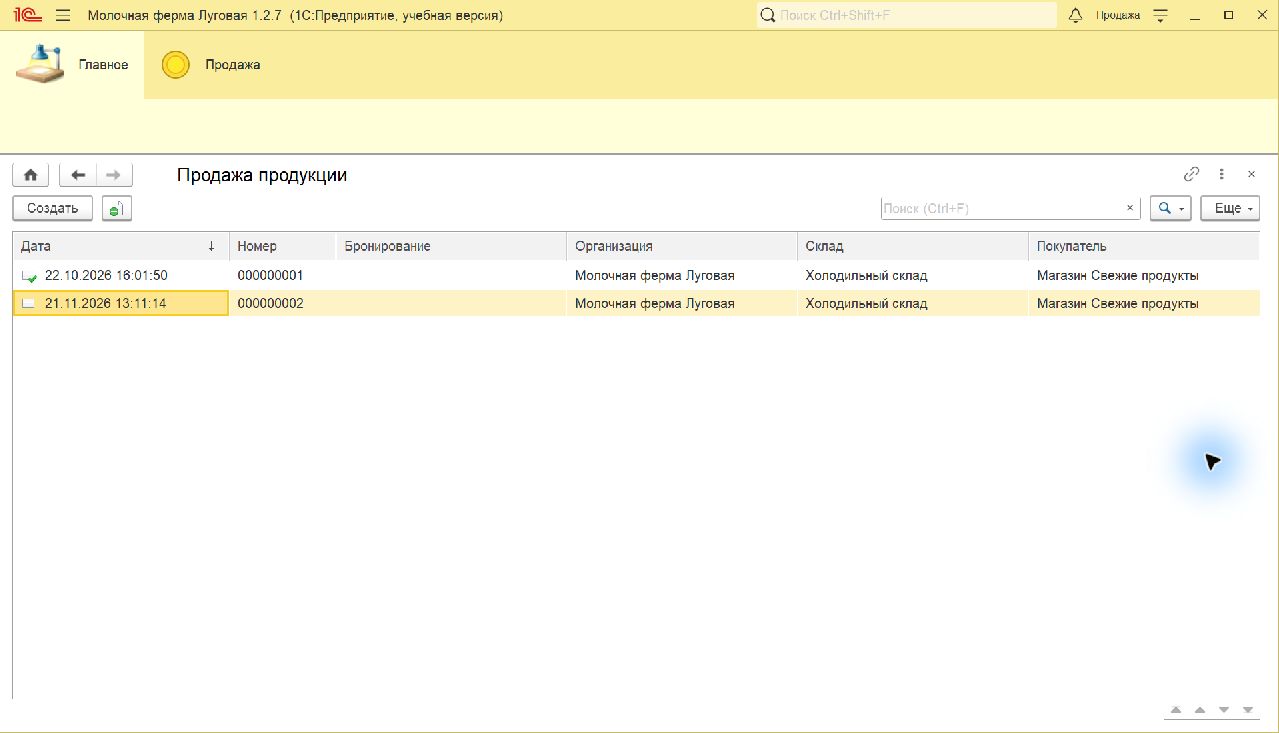 1С Молочная ферма Луговая 1.2.7 (1С:Предприятие, учебная версия) Поиск Ctrl+Shift+F Продажа
Главное Продажа
Продажа продукции
Создать Поиск (Ctrl+F) × Еще
Дата ↓ Номер Бронирование Организация Склад Покупатель
22.10.2026 16:01:50 000000001 Молочная ферма Луговая Холодильный склад Магазин Свежие продукты
21.11.2026 13:11:14 000000002 Молочная ферма Луговая Холодильный склад Магазин Свежие продукты